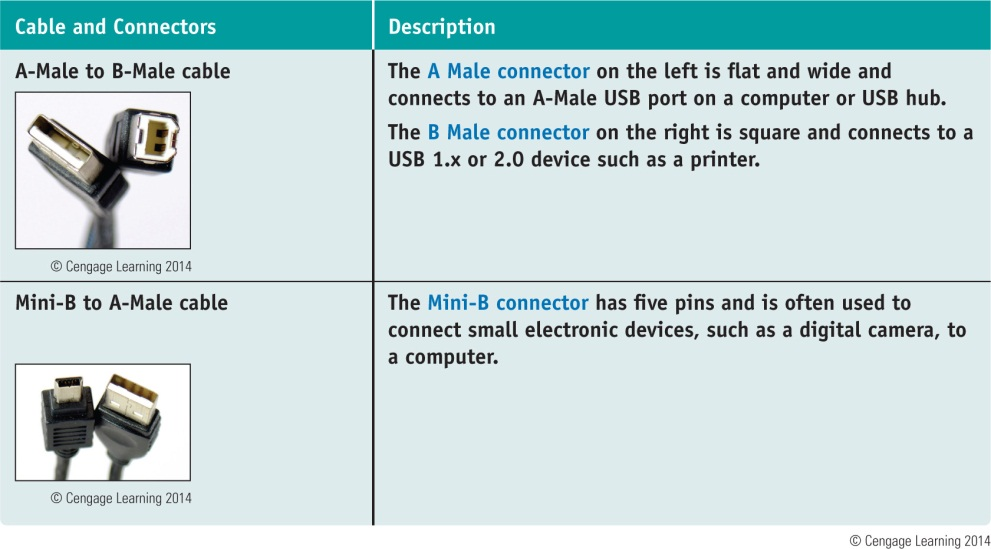 Cable and Connectors
Description
A-Male to B-Male cable
The A Male connector on the left is flat and wide and
connects to an A-Male USB port on a computer or USB hub.
The B Male connector on the right is square and connects to a
USB 1.x or 2.0 device such as a printer.
© Cengage Learning 2014
Mini-B to A-Male cable
The Mini-B connector has five pins and is often used to
connect small electronic devices, such as a digital camera, to
a computer.
© Cengage Learning 2014
© Cengage Learning 2014